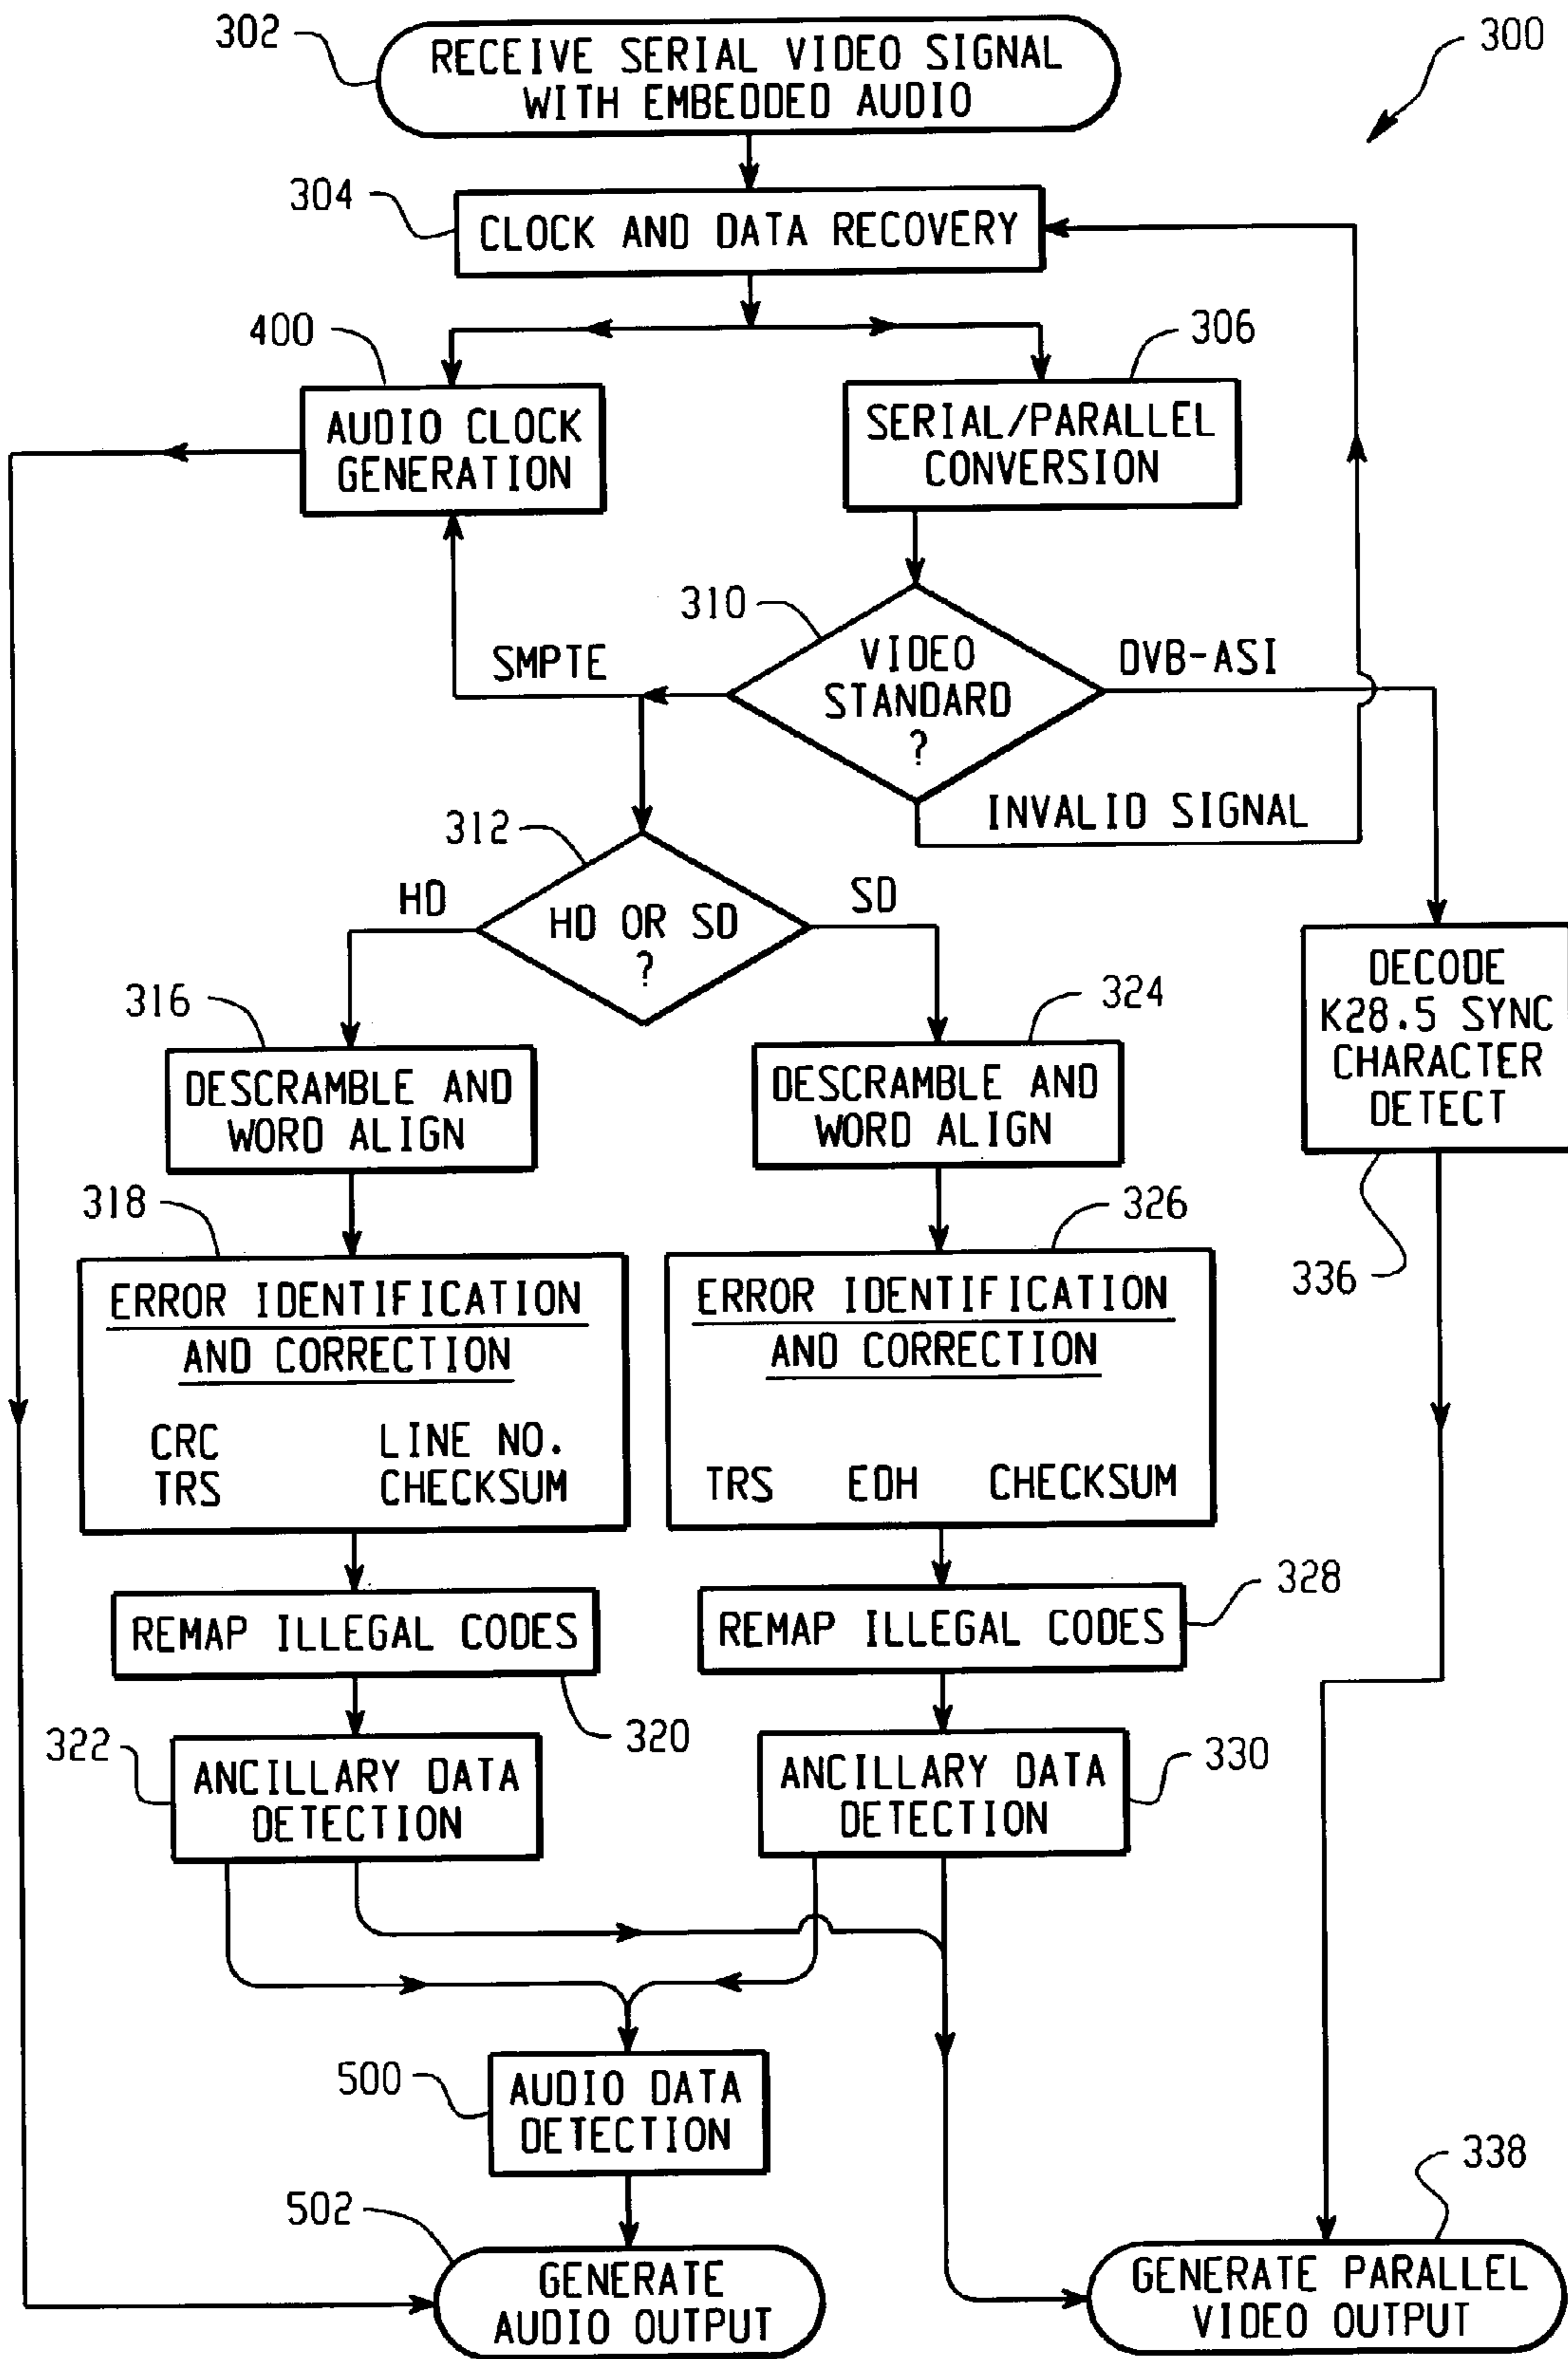 302
RECEIVE SERIAL VIDEO SIGNAL
WITH EMBEDDED AUDIO
300
304
CLOCK AND DATA RECOVERY
400
AUDIO CLOCK
GENERATION
306
SERIAL/PARALLEL
CONVERSION
310
VIDEO
STANDARD
?
SMPTE
DVB-ASI
INVALID SIGNAL
312
HD OR SD
?
HD
SD
316
DESCRAMBLE AND
WORD ALIGN
324
DESCRAMBLE AND
WORD ALIGN
DECODE
K28.5 SYNC
CHARACTER
DETECT
336
318
ERROR IDENTIFICATION
AND CORRECTION
CRC LINE NO.
TRS CHECKSUM
326
ERROR IDENTIFICATION
AND CORRECTION
TRS EDH CHECKSUM
REMAP ILLEGAL CODES
320
REMAP ILLEGAL CODES
328
322
ANCILLARY DATA
DETECTION
330
ANCILLARY DATA
DETECTION
500
AUDIO DATA
DETECTION
502
GENERATE
AUDIO OUTPUT
338
GENERATE PARALLEL
VIDEO OUTPUT